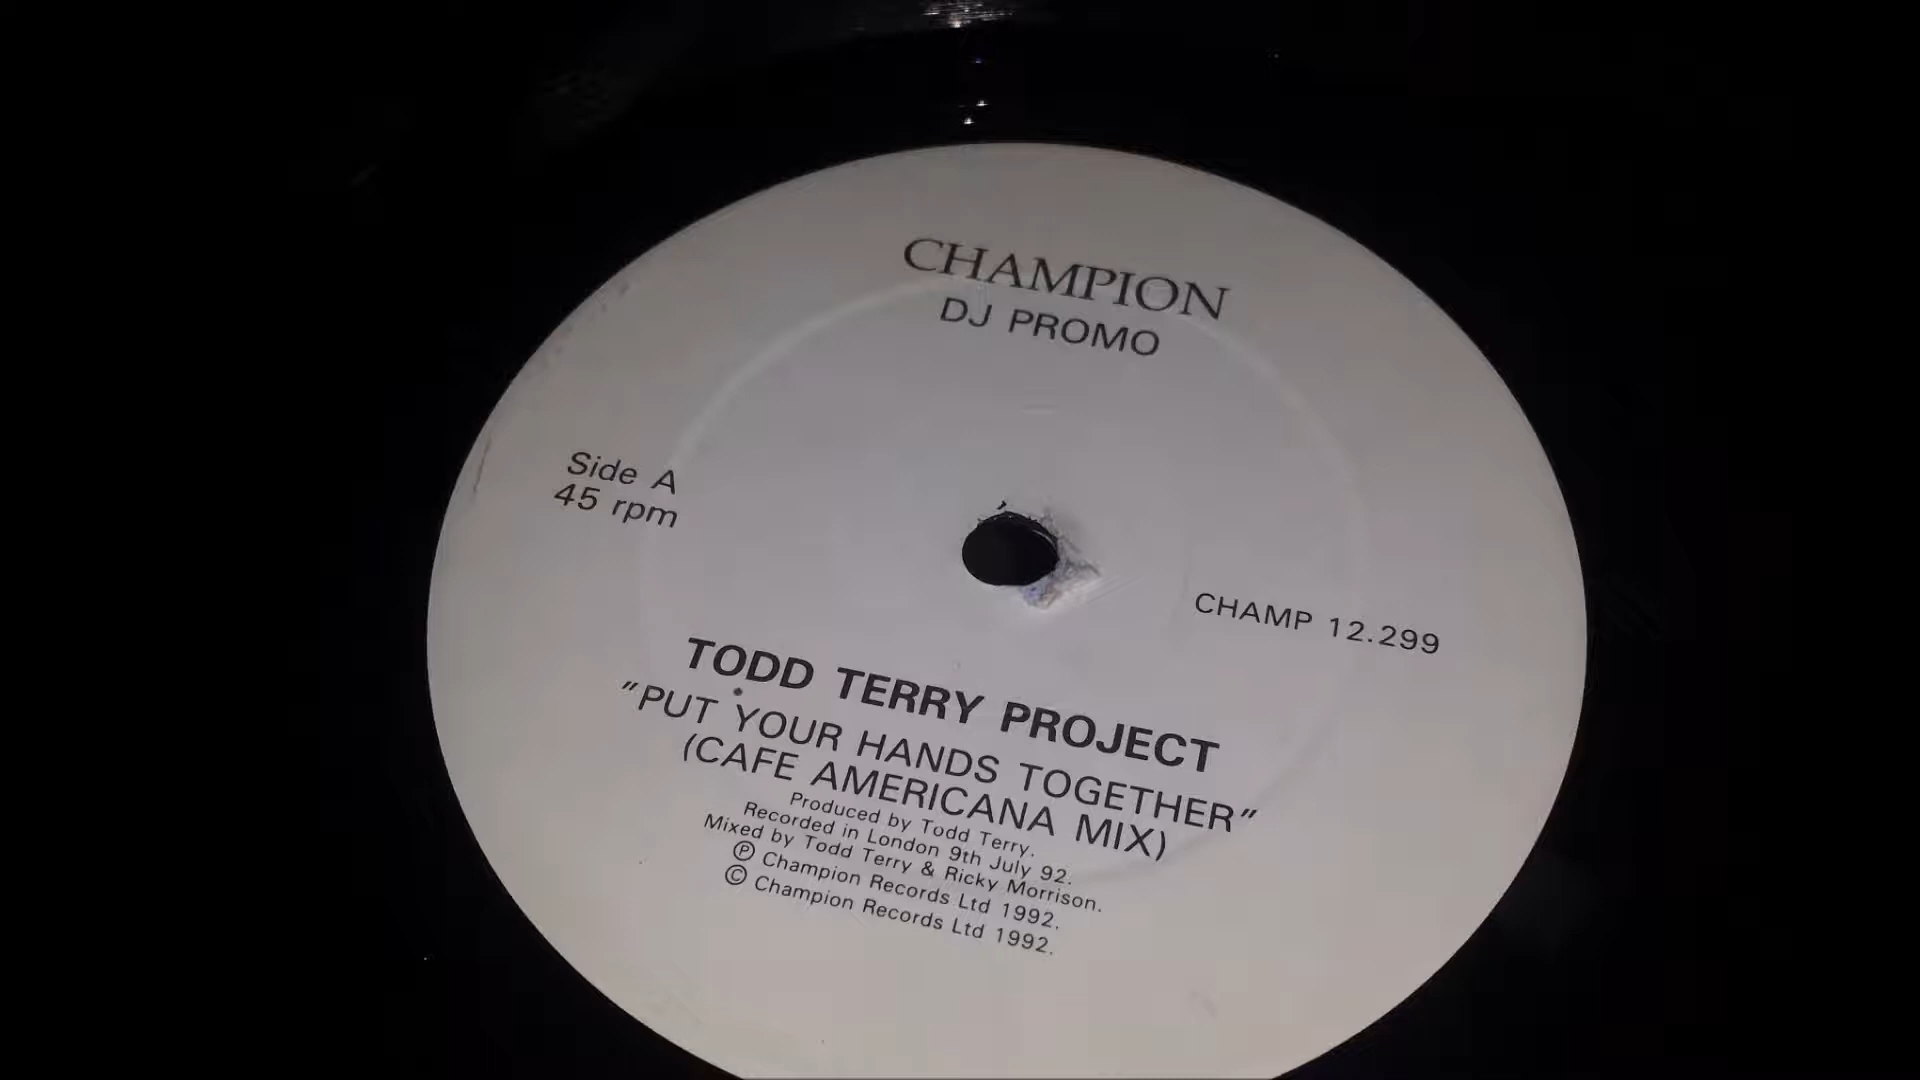 CHAMPION
DJ PROMO
Side A
45 rpm
CHAMP 12.299
TODD TERRY PROJECT
"PUT YOUR HANDS TOGETHER"
(CAFE AMERICANA MIX)
Produced by Todd Terry.
Recorded in London 9th July 92.
Mixed by Todd Terry & Ricky Morrison.
Ⓟ Champion Records Ltd 1992.
© Champion Records Ltd 1992.